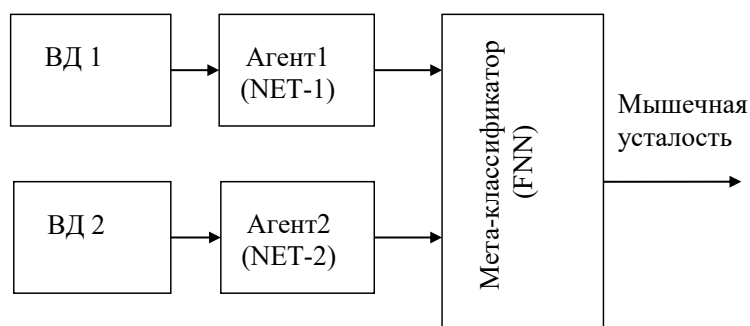 ВД 1
Агент1
(NET-1)
ВД 2
Агент2
(NET-2)
Мета-классификатор
(FNN)
Мышечная
усталость